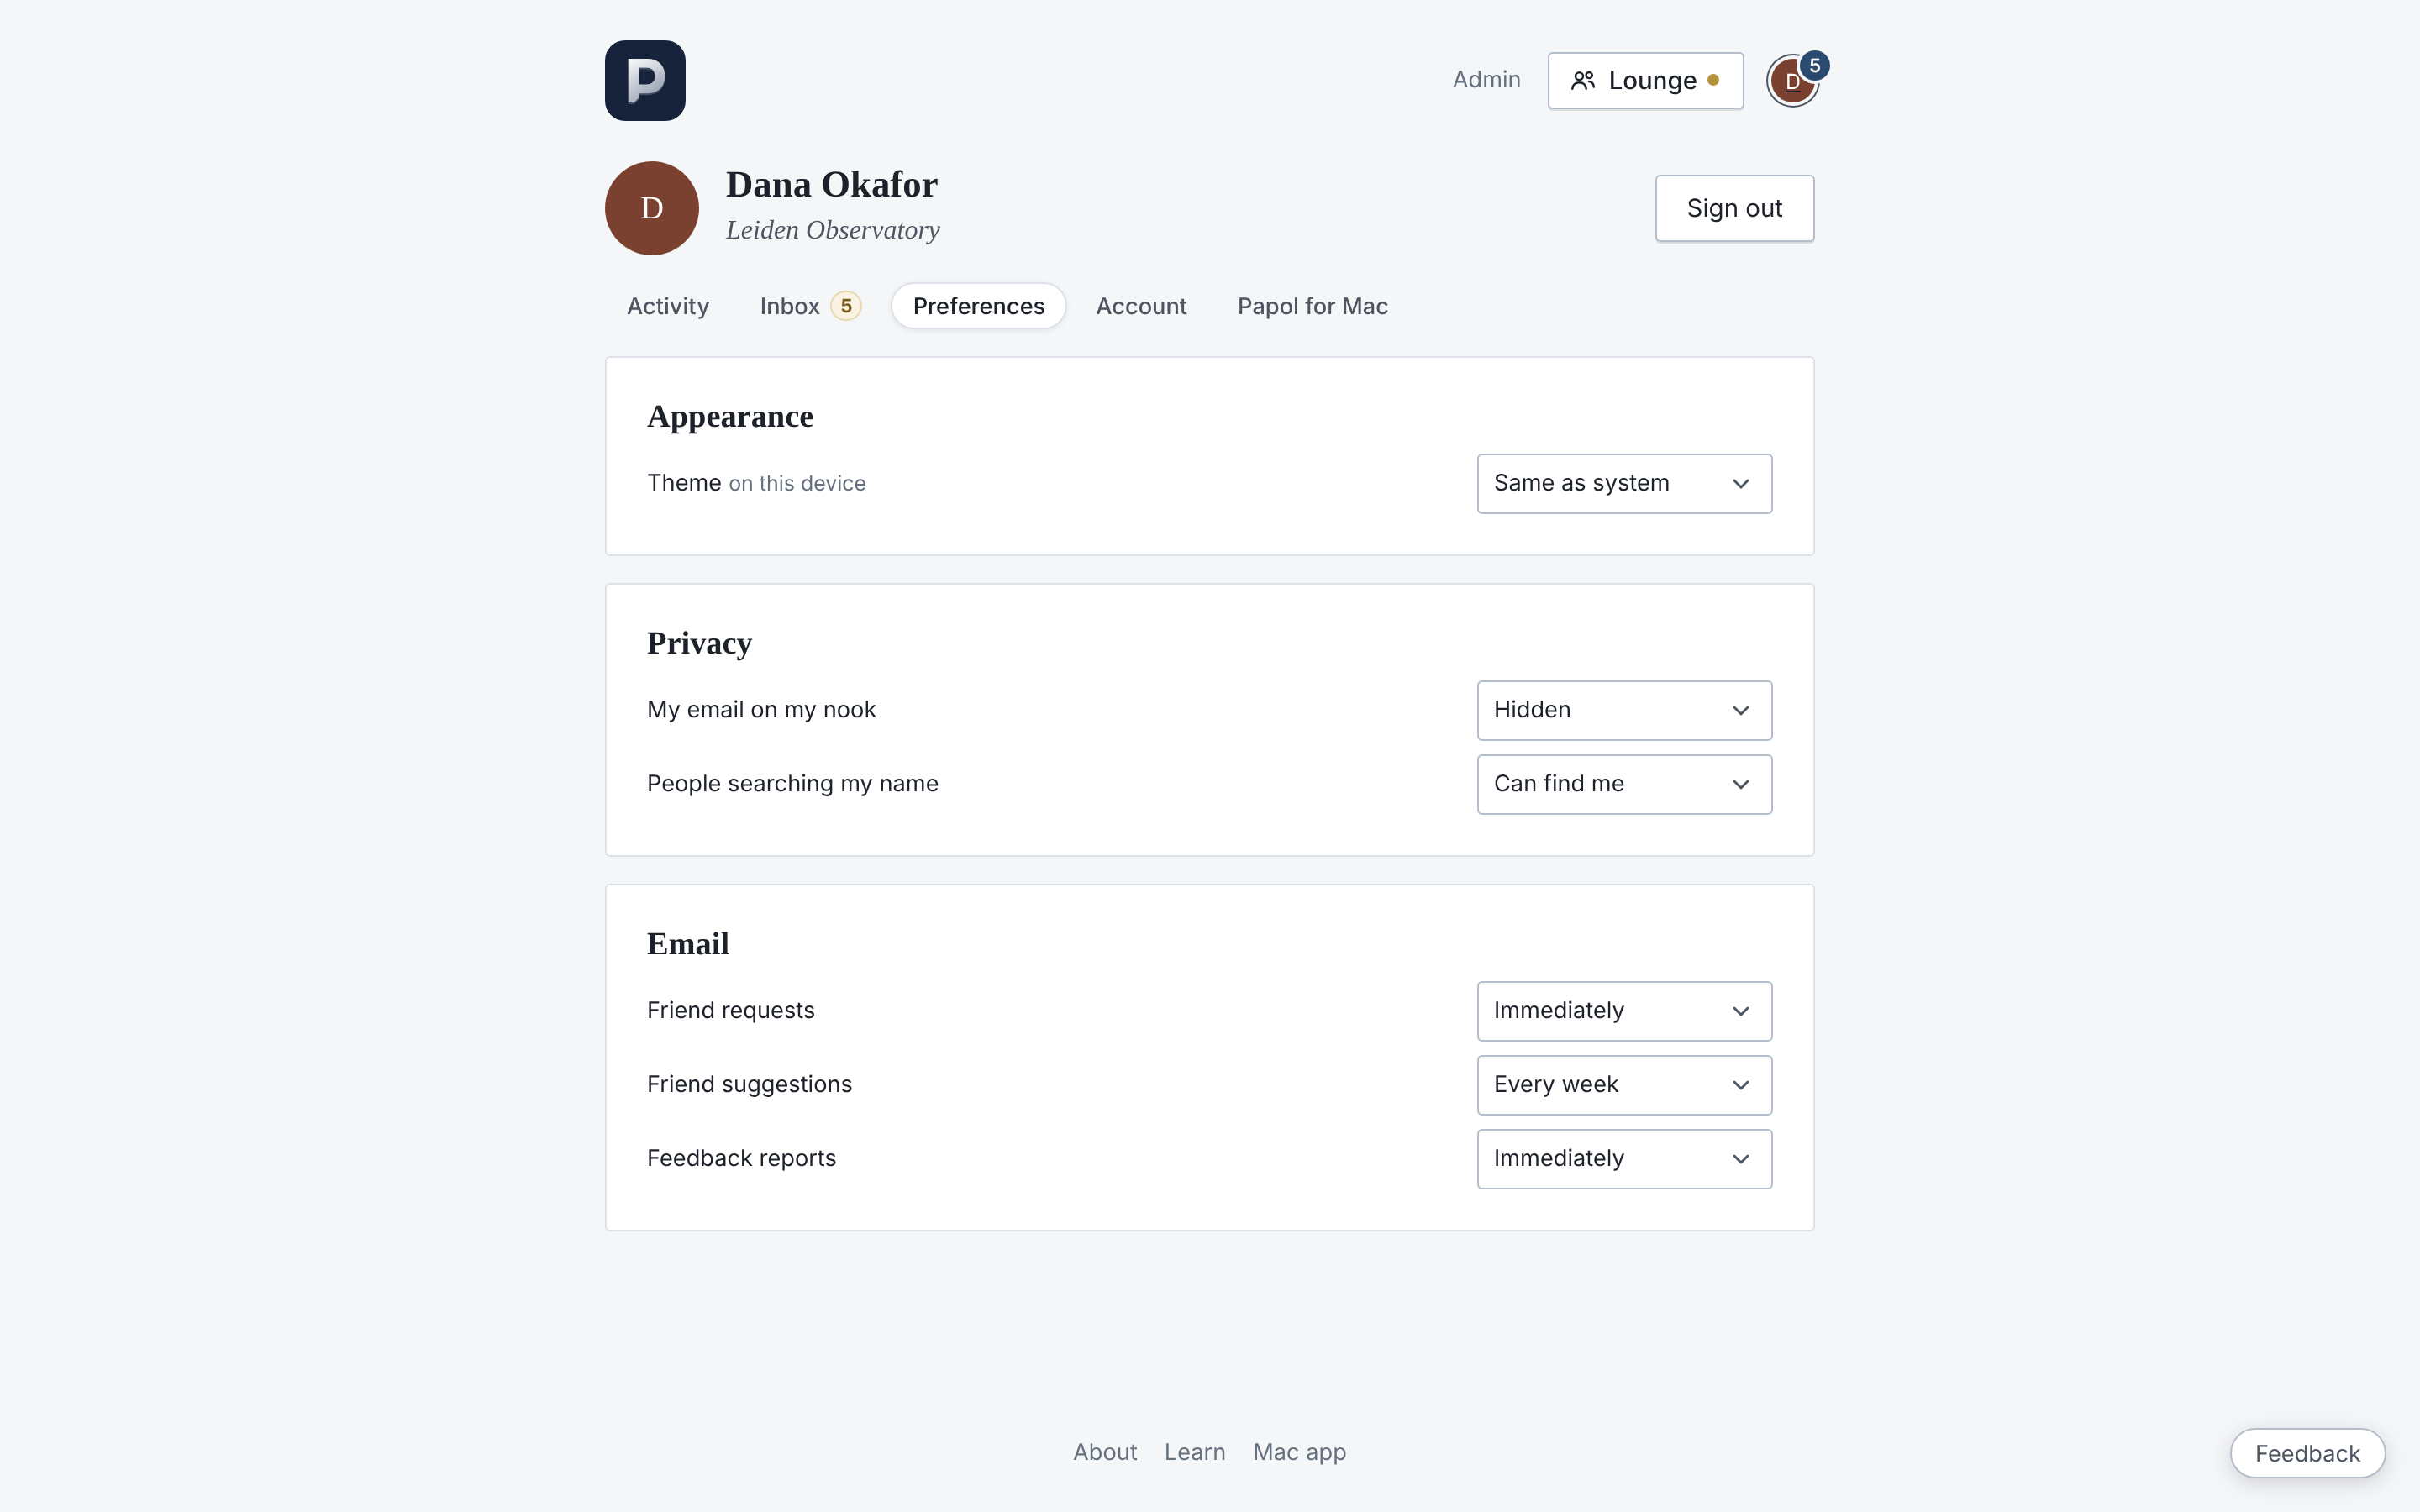 P
Admin
Lounge
D
5
D
Dana Okafor
Leiden Observatory
Sign out
Activity
Inbox 5
Preferences
Account
Papol for Mac
Appearance
Theme on this device
Same as system
Privacy
My email on my nook
Hidden
People searching my name
Can find me
Email
Friend requests
Immediately
Friend suggestions
Every week
Feedback reports
Immediately
About
Learn
Mac app
Feedback